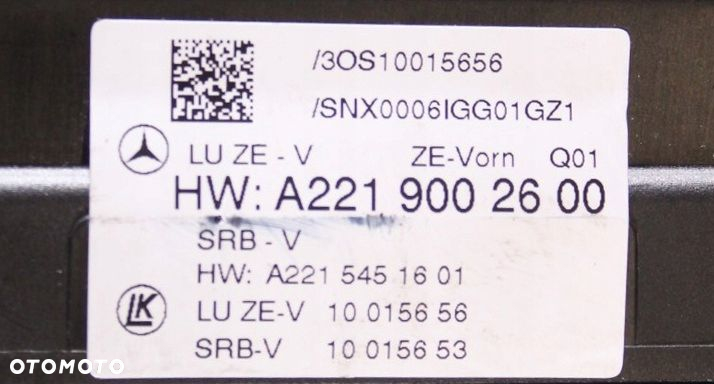 /3OS10015656
/SNX0006IGG01GZ1
LU ZE - V ZE-Vorn Q01
HW: A221 900 26 00
SRB - V
HW: A221 545 16 01
LK
LU ZE-V 10 0156 56
SRB-V 10 0156 53
OTOMOTO